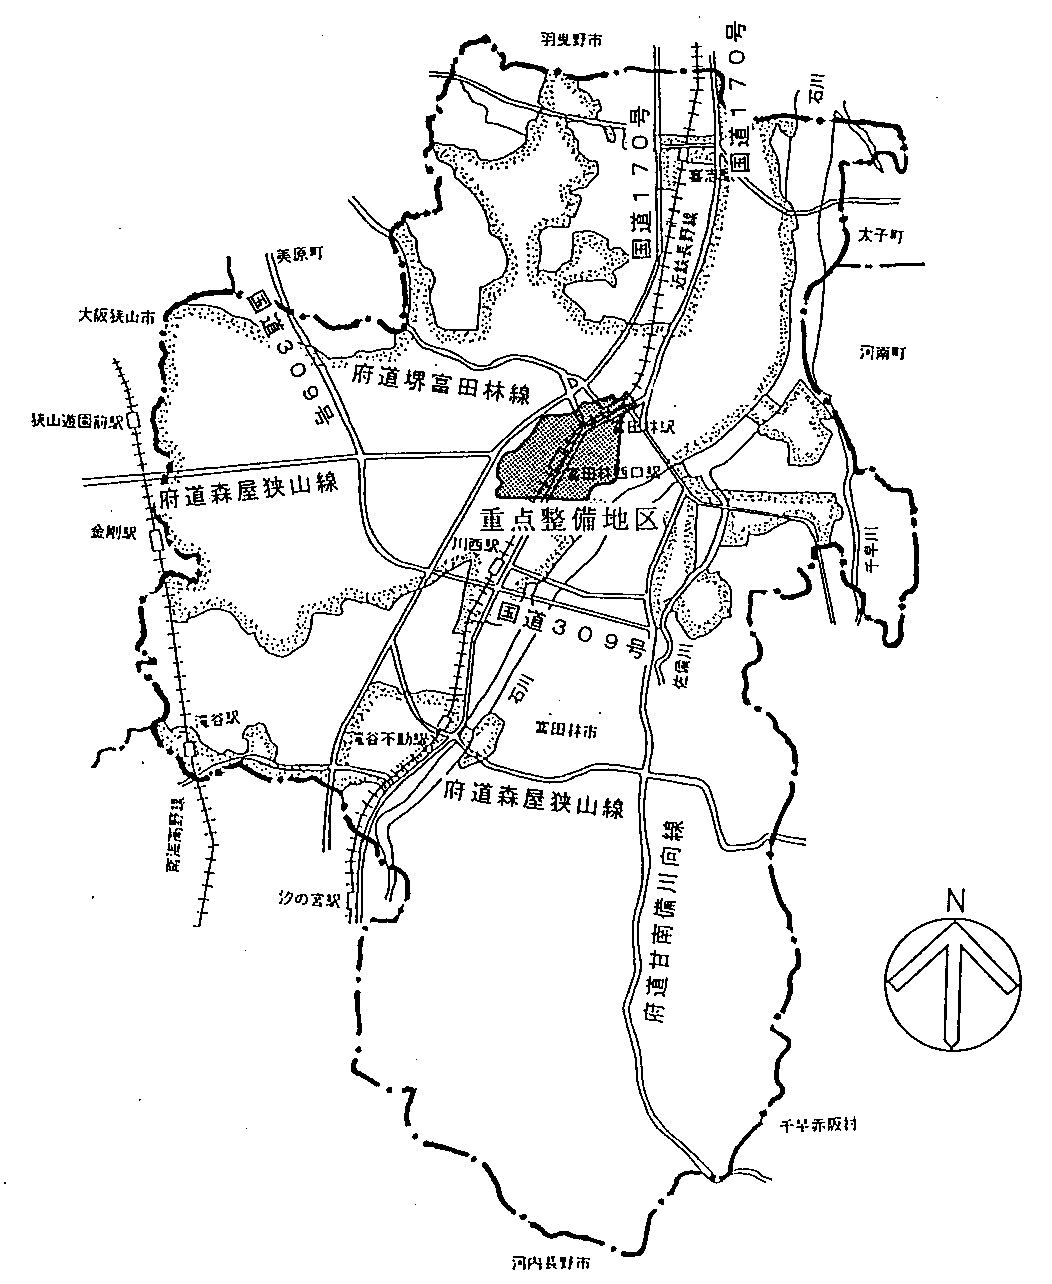 羽曳野市
国道170号
国道170号
石川
喜志駅
近鉄長野線
太子町
美原町
大阪狭山市
国道309号
河南町
府道堺富田林線
狭山遊園前駅
富田林駅
富田林西口駅
府道森屋狭山線
重点整備地区
金剛駅
川西駅
千早川
国道309号
佐備川
石川
滝谷駅
富田林市
滝谷不動駅
府道森屋狭山線
南海高野線
府道甘南備川向線
汐の宮駅
N
千早赤阪村
河内長野市